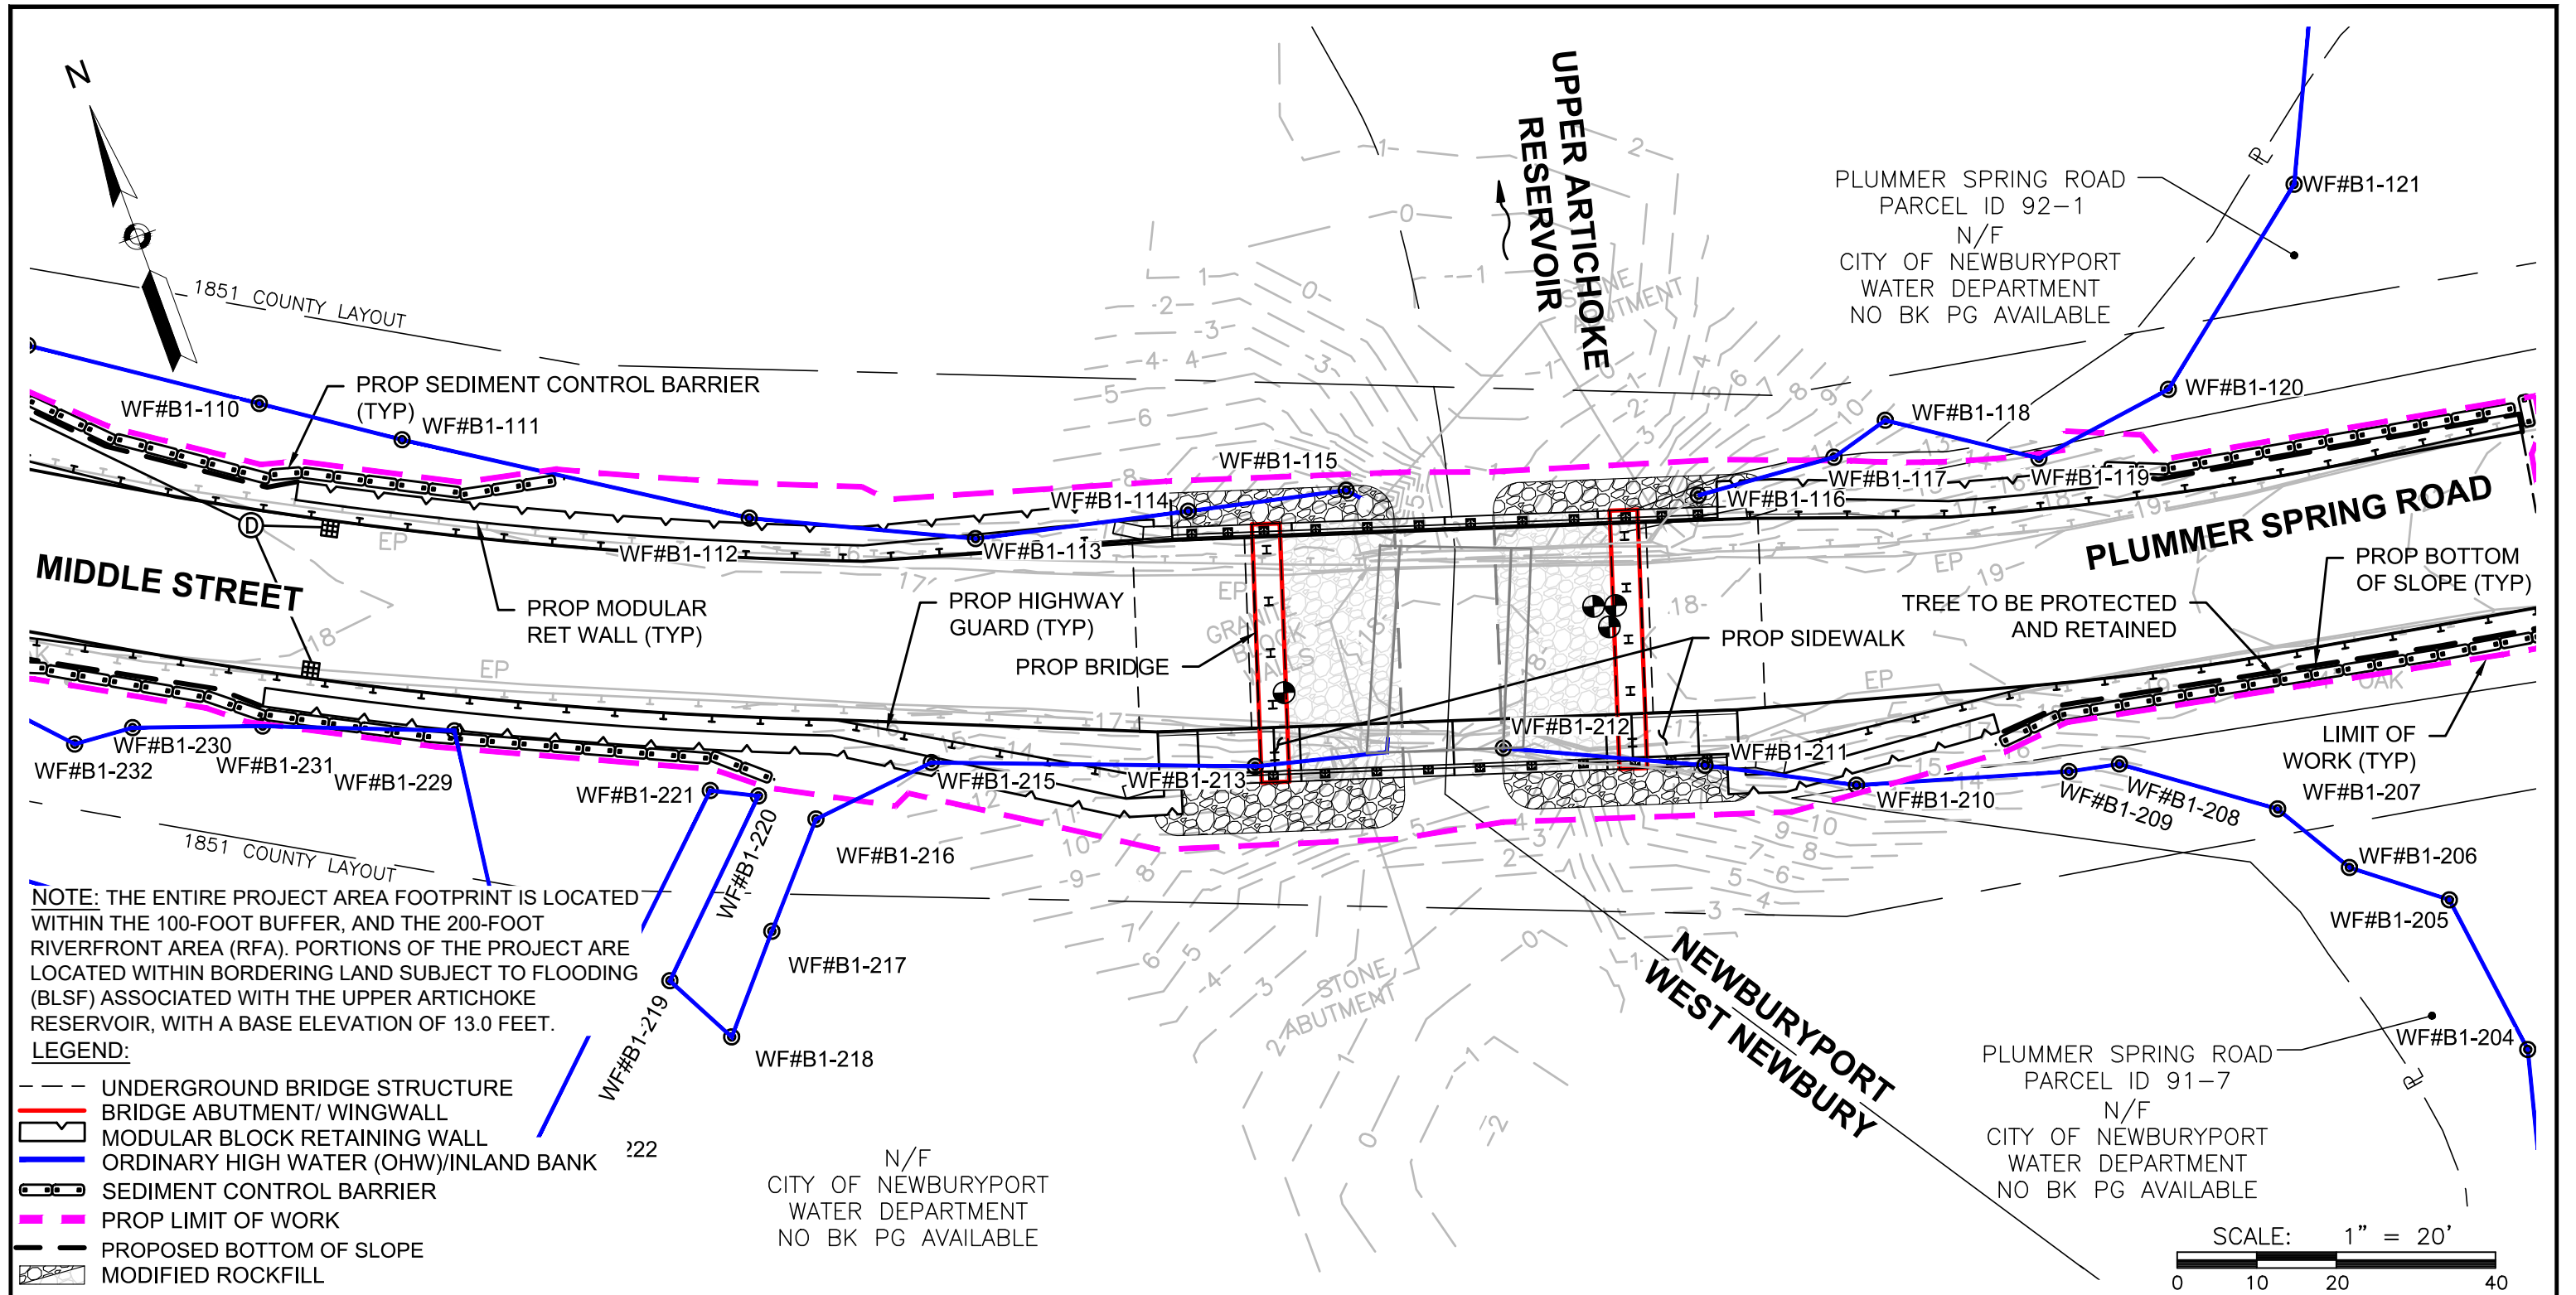 N
UPPER ARTICHOKE
RESERVOIR
1851 COUNTY LAYOUT
PLUMMER SPRING ROAD
PARCEL ID 92-1
N/F
CITY OF NEWBURYPORT
WATER DEPARTMENT
NO BK PG AVAILABLE
WF#B1-121
WF#B1-120
WF#B1-118
WF#B1-117
WF#B1-119
WF#B1-116
WF#B1-115
WF#B1-114
WF#B1-113
WF#B1-112
WF#B1-111
WF#B1-110
PROP SEDIMENT CONTROL BARRIER
(TYP)
D
EP
MIDDLE STREET
PROP MODULAR
RET WALL (TYP)
PROP HIGHWAY
GUARD (TYP)
PROP BRIDGE
STONE
ABUTMENT
EP
GRANITE
BLOCK
WALLS
PROP SIDEWALK
PLUMMER SPRING ROAD
EP
TREE TO BE PROTECTED
AND RETAINED
PROP BOTTOM
OF SLOPE (TYP)
EP
EP
OAK
LIMIT OF
WORK (TYP)
WF#B1-232
WF#B1-230
WF#B1-231
WF#B1-229
WF#B1-221
WF#B1-220
WF#B1-219
WF#B1-218
WF#B1-217
WF#B1-216
WF#B1-215
WF#B1-213
WF#B1-212
WF#B1-211
WF#B1-210
WF#B1-209
WF#B1-208
WF#B1-207
WF#B1-206
WF#B1-205
WF#B1-204
1851 COUNTY LAYOUT
STONE
ABUTMENT
NEWBURYPORT
WEST NEWBURY
PLUMMER SPRING ROAD
PARCEL ID 91-7
N/F
CITY OF NEWBURYPORT
WATER DEPARTMENT
NO BK PG AVAILABLE
N/F
CITY OF NEWBURYPORT
WATER DEPARTMENT
NO BK PG AVAILABLE
NOTE: THE ENTIRE PROJECT AREA FOOTPRINT IS LOCATED
WITHIN THE 100-FOOT BUFFER, AND THE 200-FOOT
RIVERFRONT AREA (RFA). PORTIONS OF THE PROJECT ARE
LOCATED WITHIN BORDERING LAND SUBJECT TO FLOODING
(BLSF) ASSOCIATED WITH THE UPPER ARTICHOKE
RESERVOIR, WITH A BASE ELEVATION OF 13.0 FEET.
LEGEND:
UNDERGROUND BRIDGE STRUCTURE
BRIDGE ABUTMENT/ WINGWALL
MODULAR BLOCK RETAINING WALL
ORDINARY HIGH WATER (OHW)/INLAND BANK
SEDIMENT CONTROL BARRIER
PROP LIMIT OF WORK
PROPOSED BOTTOM OF SLOPE
MODIFIED ROCKFILL
222
SCALE: 1" = 20'
0 10 20 40